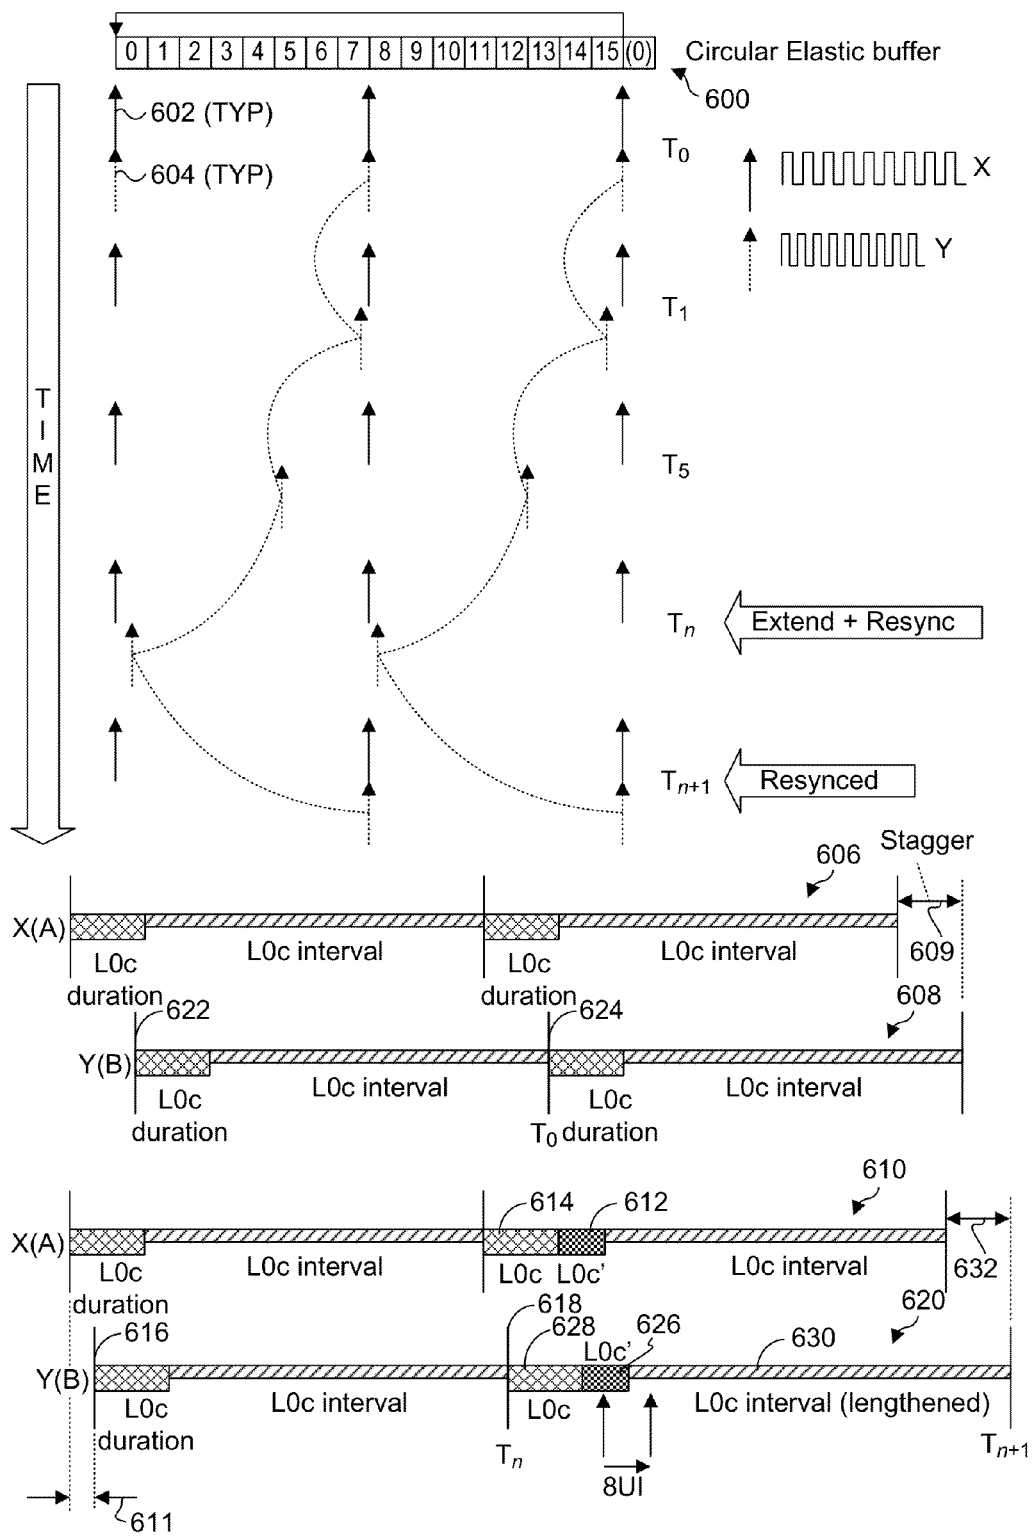 0 1 2 3 4 5 6 7 8 9 10 11 12 13 14 15 (0) Circular Elastic buffer
600
602 (TYP)
T0
X
604 (TYP)
Y
T1
TIME
T5
Tn Extend + Resync
Tn+1 Resynced
Stagger
606
X(A)
L0c interval L0c interval 609
L0c duration L0c duration
622 624 608
Y(B)
L0c interval L0c interval
L0c duration T0 L0c duration
614 612 610
X(A)
L0c L0c' L0c interval 632
L0c interval
L0c duration
616 618 628 L0c' 626 630 620
Y(B)
L0c interval L0c L0c interval (lengthened)
L0c duration
Tn 8UI Tn+1
611